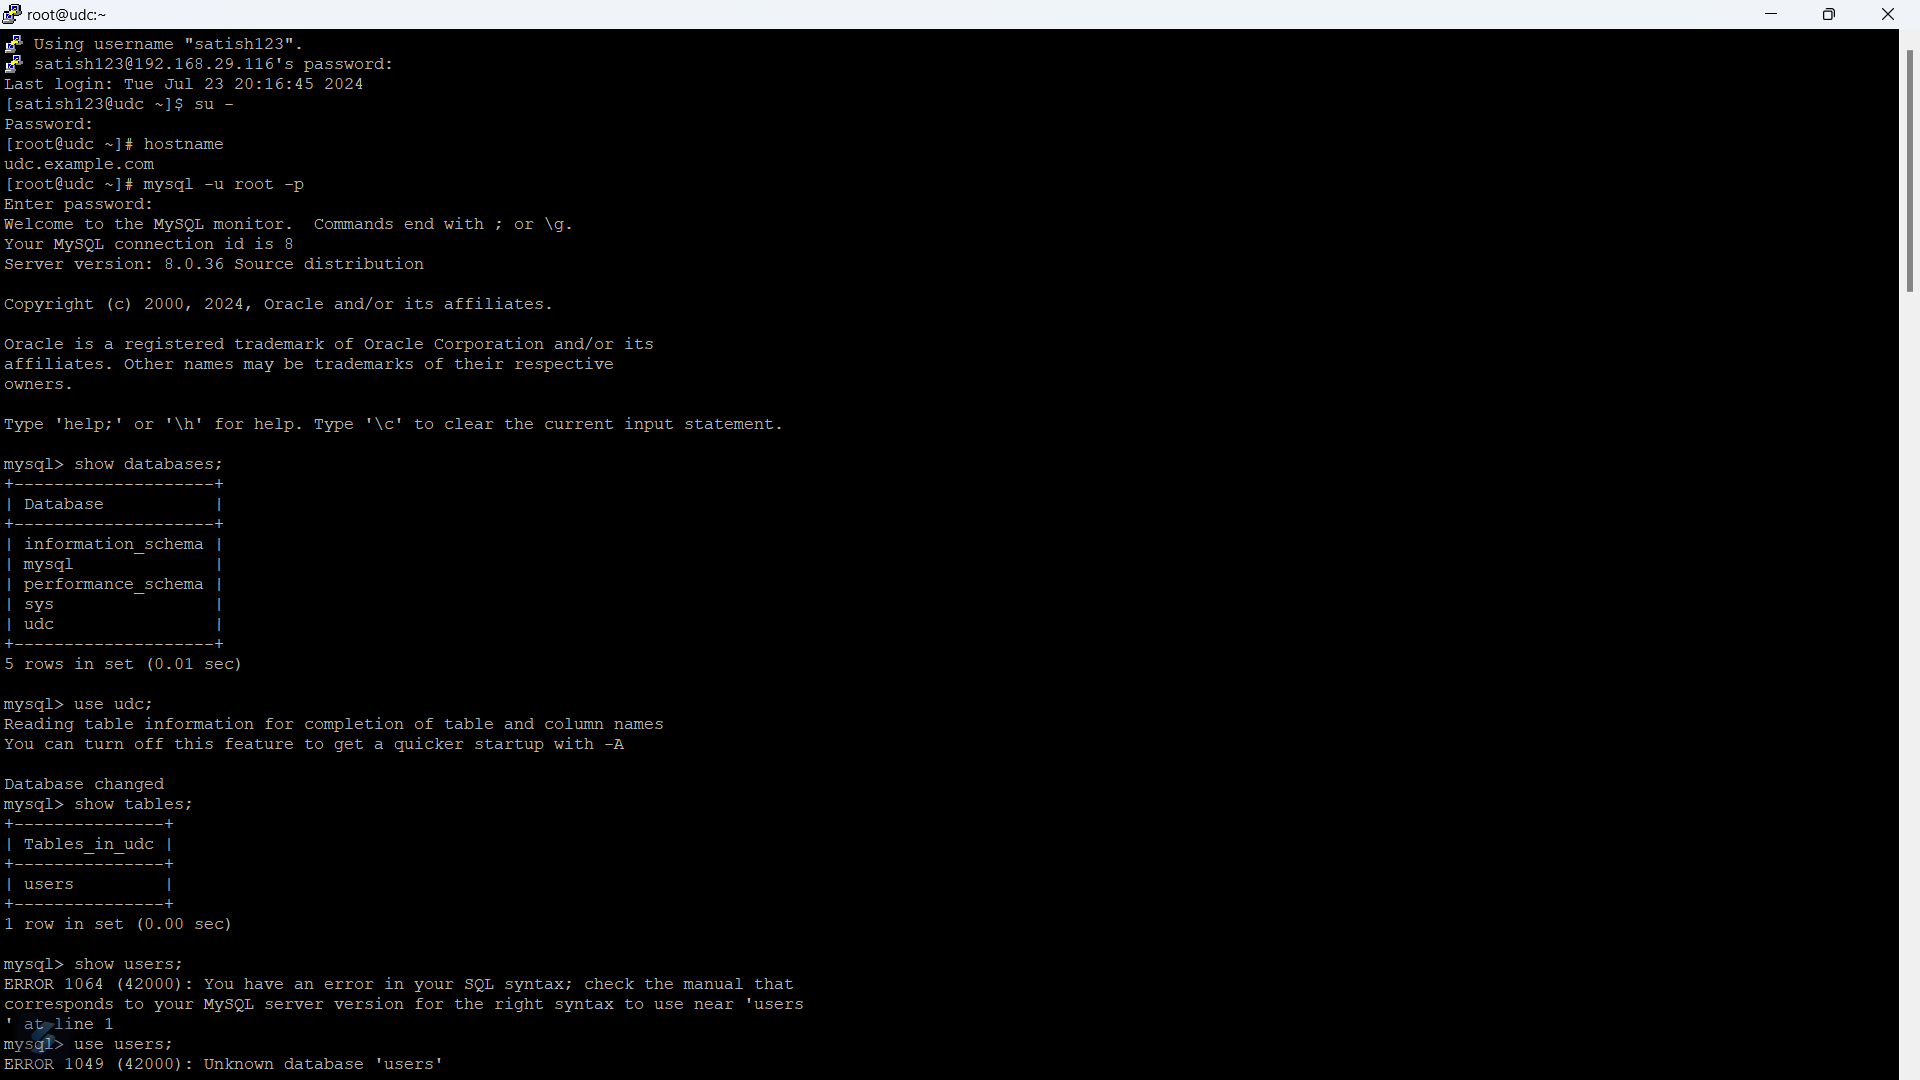 root@udc:~
Using username "satish123".
satish123@192.168.29.116's password:
Last login: Tue Jul 23 20:16:45 2024
[satish123@udc ~]$ su -
Password:
[root@udc ~]# hostname
udc.example.com
[root@udc ~]# mysql -u root -p
Enter password:
Welcome to the MySQL monitor.  Commands end with ; or \g.
Your MySQL connection id is 8
Server version: 8.0.36 Source distribution

Copyright (c) 2000, 2024, Oracle and/or its affiliates.

Oracle is a registered trademark of Oracle Corporation and/or its
affiliates. Other names may be trademarks of their respective
owners.

Type 'help;' or '\h' for help. Type '\c' to clear the current input statement.

mysql> show databases;
+--------------------+
| Database           |
+--------------------+
| information_schema |
| mysql              |
| performance_schema |
| sys                |
| udc                |
+--------------------+
5 rows in set (0.01 sec)

mysql> use udc;
Reading table information for completion of table and column names
You can turn off this feature to get a quicker startup with -A

Database changed
mysql> show tables;
+---------------+
| Tables_in_udc |
+---------------+
| users         |
+---------------+
1 row in set (0.00 sec)

mysql> show users;
ERROR 1064 (42000): You have an error in your SQL syntax; check the manual that
corresponds to your MySQL server version for the right syntax to use near 'users
' at line 1
mysql> use users;
ERROR 1049 (42000): Unknown database 'users'